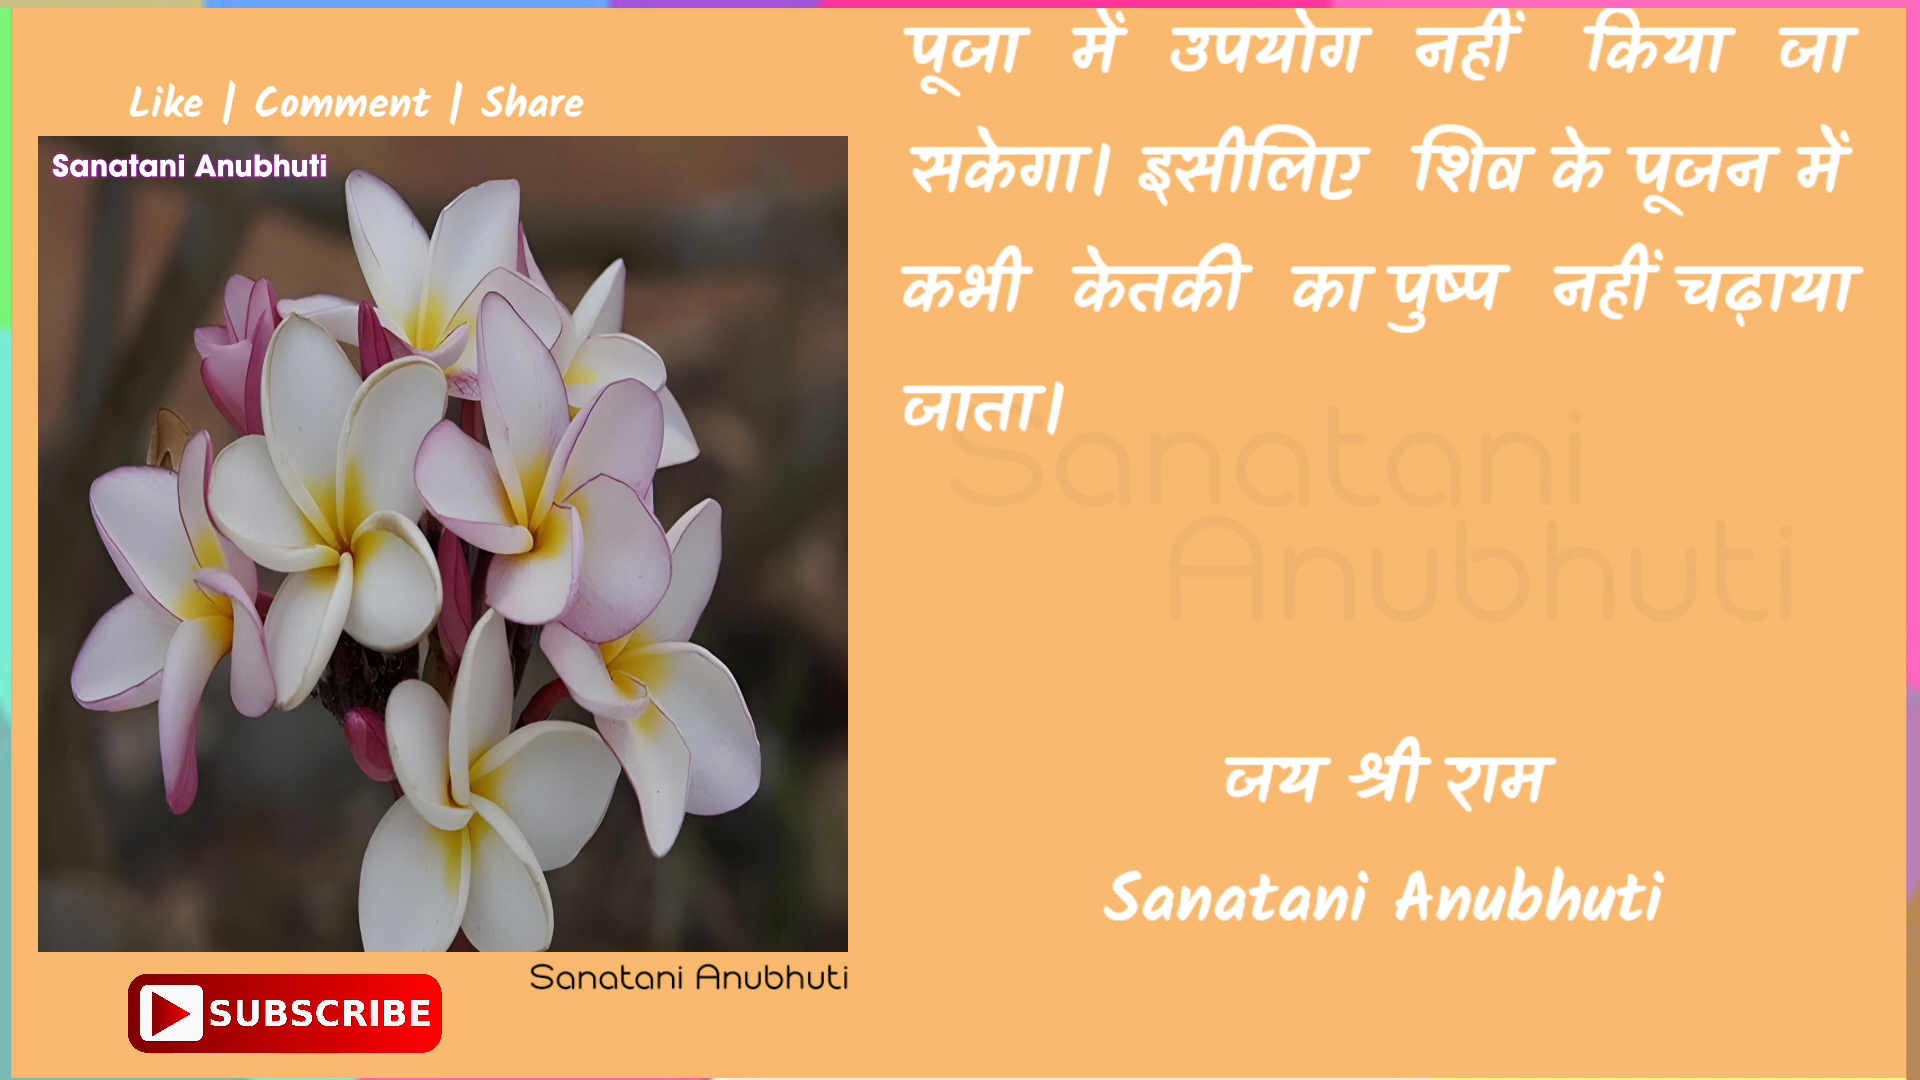 Like | Comment | Share
Sanatani Anubhuti
पूजा में उपयोग नहीं किया जा
सकेगा। इसीलिए शिव के पूजन में
कभी केतकी का पुष्प नहीं चढ़ाया
जाता।
Sanatani
Anubhuti
जय श्री राम
Sanatani Anubhuti
Sanatani Anubhuti
SUBSCRIBE